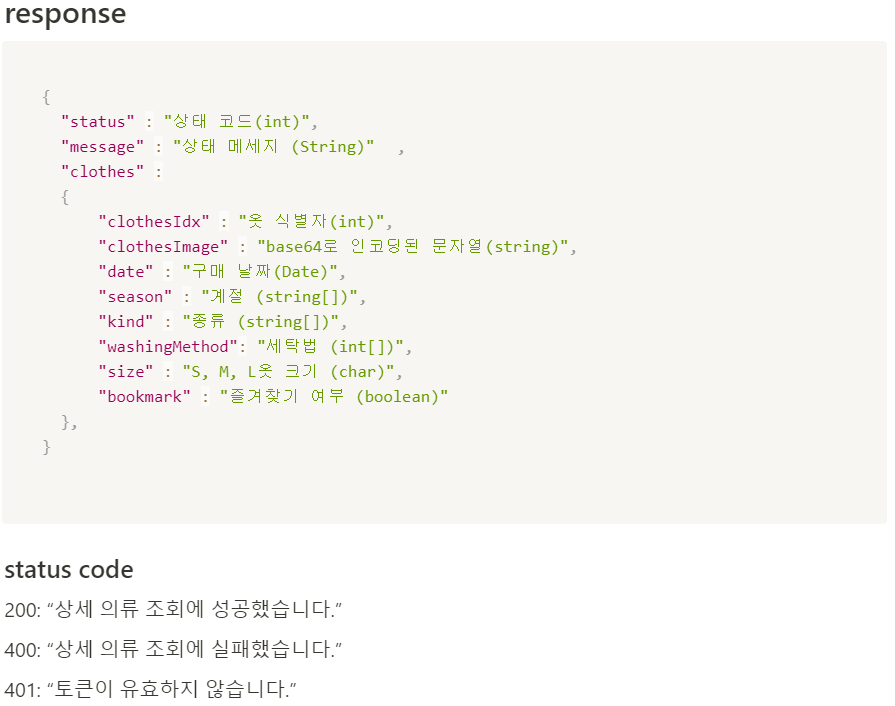 response
{
"status" : "상태 코드(int)",
"message" : "상태 메세지 (String)" ,
"clothes" :
{
"clothesIdx" : "옷 식별자(int)",
"clothesImage" : "base64로 인코딩된 문자열(string)",
"date" : "구매 날짜(Date)",
"season" : "계절 (string[])",
"kind" : "종류 (string[])",
"washingMethod": "세탁법 (int[])",
"size" : "S, M, L옷 크기 (char)",
"bookmark" : "즐겨찾기 여부 (boolean)"
},
}
status code
200: “상세 의류 조회에 성공했습니다.”
400: “상세 의류 조회에 실패했습니다.”
401: “토큰이 유효하지 않습니다.”